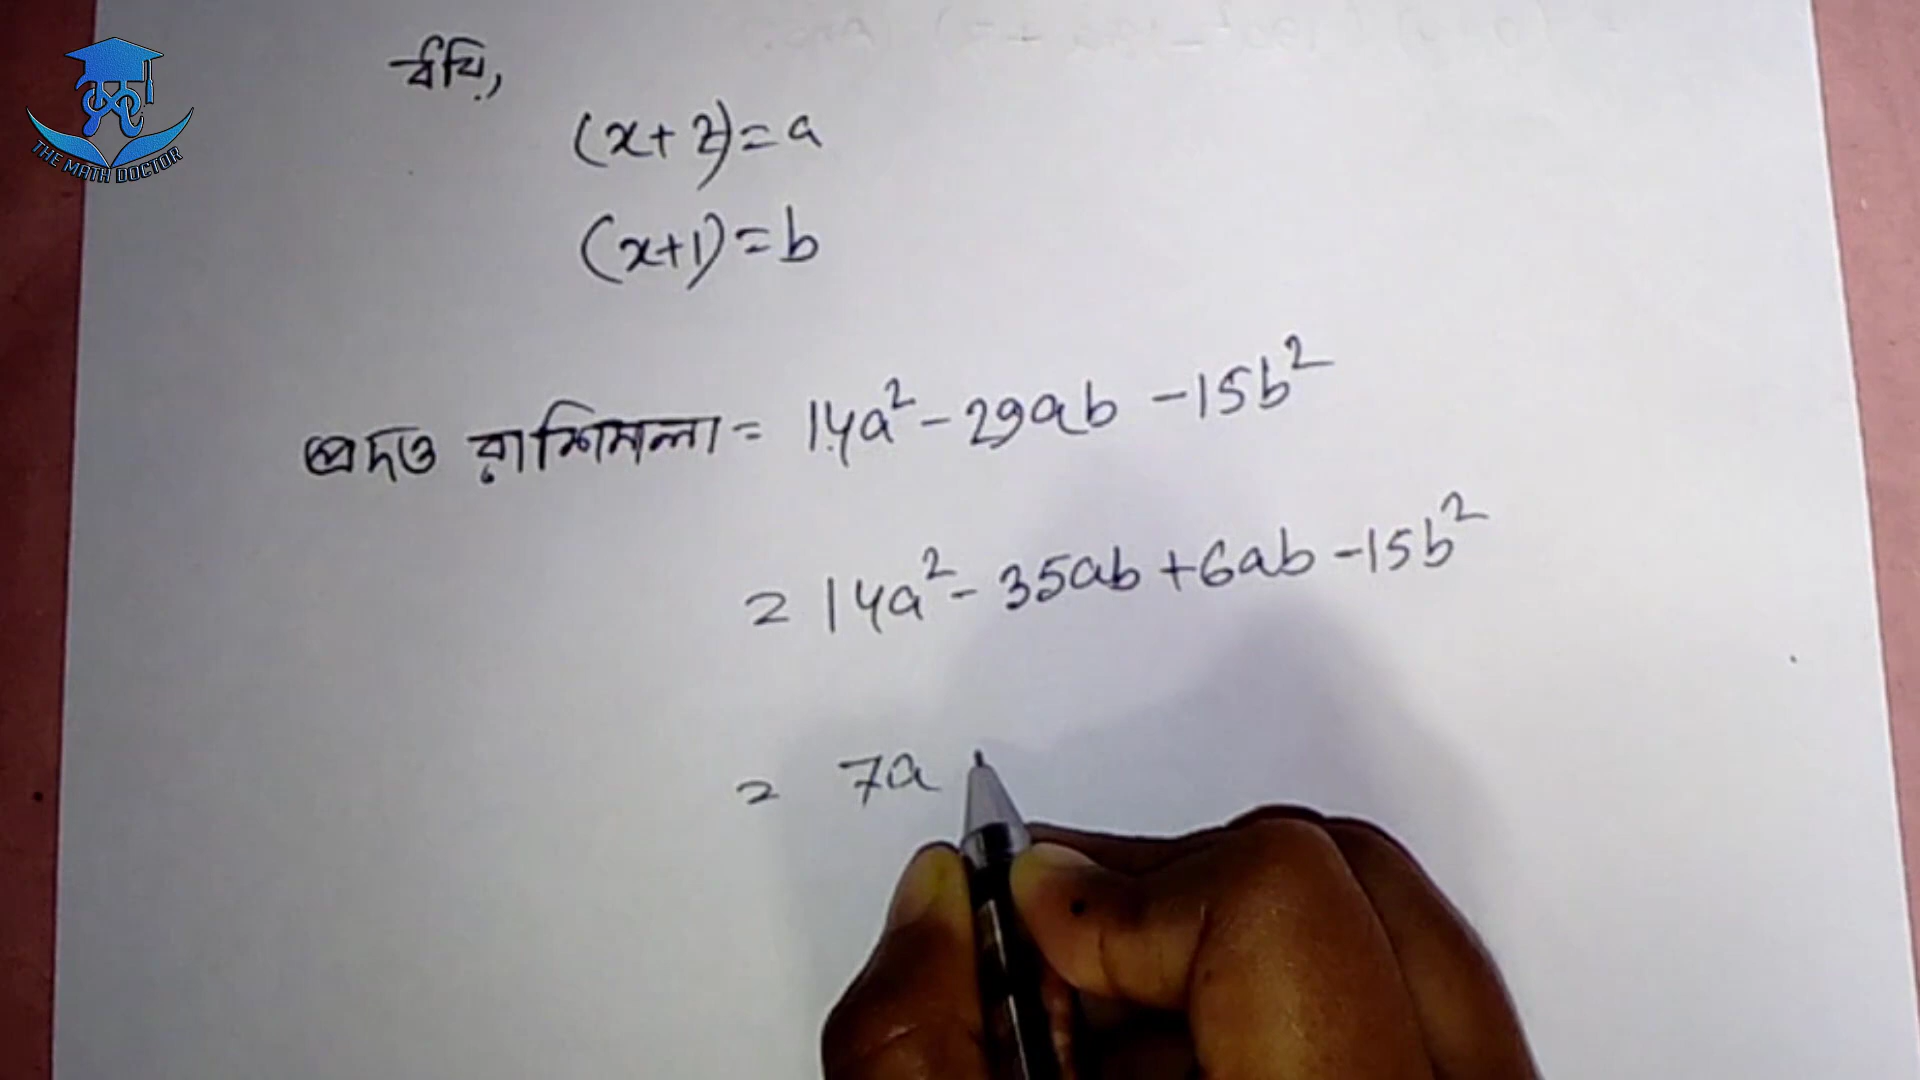 THE MATH DOCTOR
ধরি,
(x+2)=a
(x+1)=b
প্রদত্ত রাশিমালা = 14a² - 29ab - 15b²
= 14a² - 35ab + 6ab - 15b²
= 7a